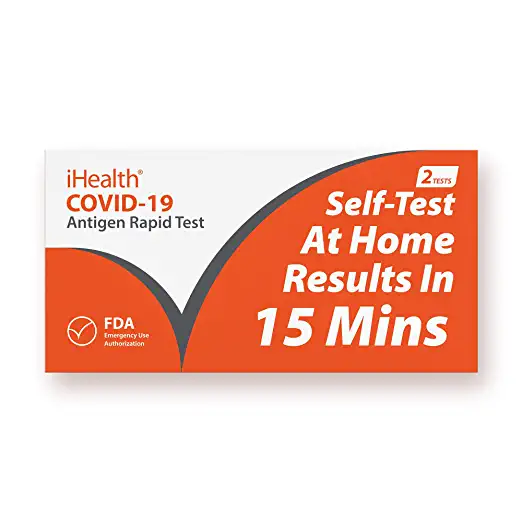 iHealth®
COVID-19
Antigen Rapid Test
2 TESTS
Self-Test
At Home
Results In
15 Mins
FDA
Emergency Use
Authorization